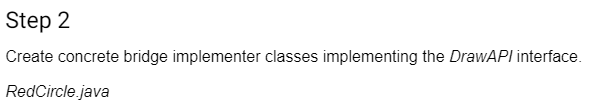 Step 2
Create concrete bridge implementer classes implementing the DrawAPI interface.
RedCircle.java